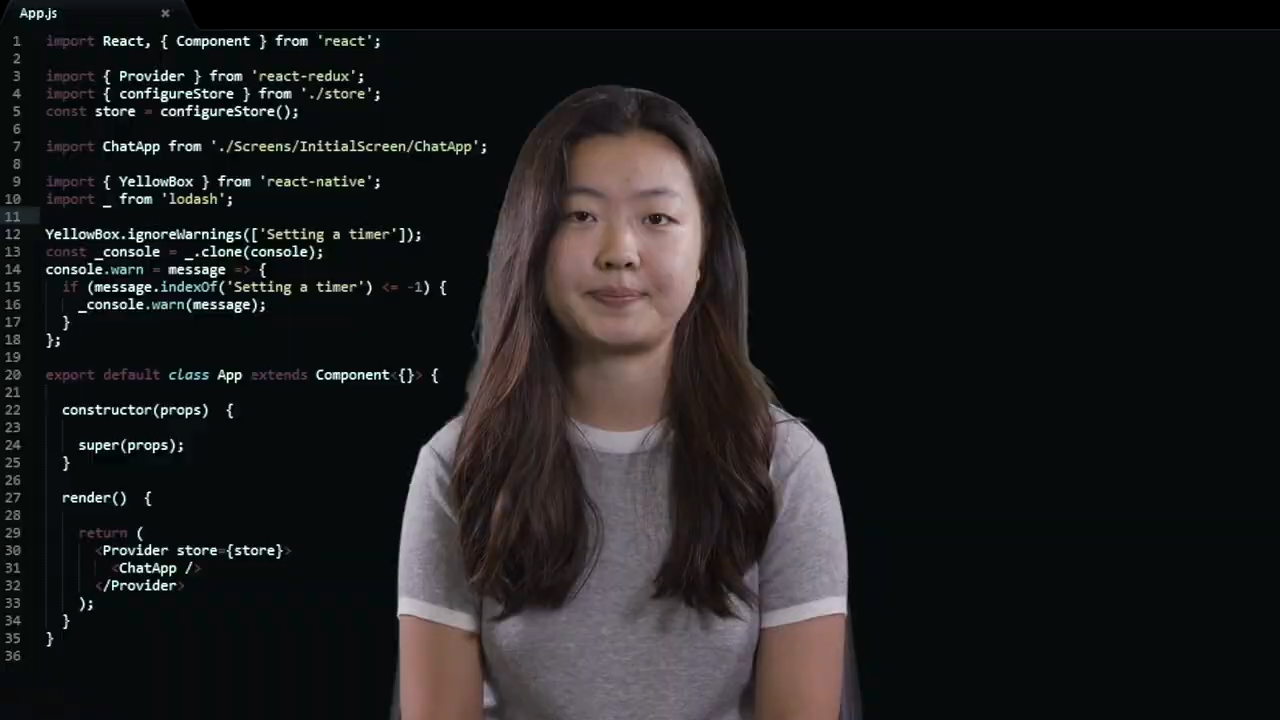 App.js ×
1 import React, { Component } from 'react';
2
3 import { Provider } from 'react-redux';
4 import { configureStore } from './store';
5 const store = configureStore();
6
7 import ChatApp from './Screens/InitialScreen/ChatApp';
8
9 import { YellowBox } from 'react-native';
10 import _ from 'lodash';
11
12 YellowBox.ignoreWarnings(['Setting a timer']);
13 const _console = _.clone(console);
14 console.warn = message => {
15 if (message.indexOf('Setting a timer') <= -1) {
16 _console.warn(message);
17 }
18 };
19
20 export default class App extends Component<{}> {
21
22 constructor(props) {
23
24 super(props);
25 }
26
27 render() {
28
29 return (
30 <Provider store={store}>
31 <ChatApp />
32 </Provider>
33 );
34 }
35 }
36